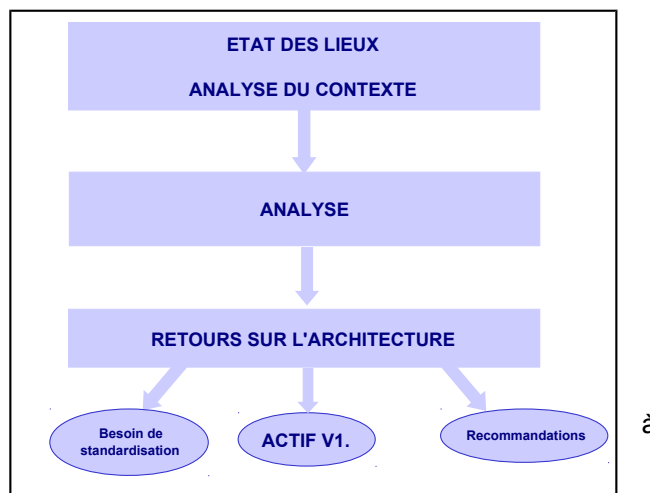 ETAT DES LIEUX
ANALYSE DU CONTEXTE
ANALYSE
RETOURS SUR L'ARCHITECTURE
Besoin de
standardisation
ACTIF V1.
Recommandations